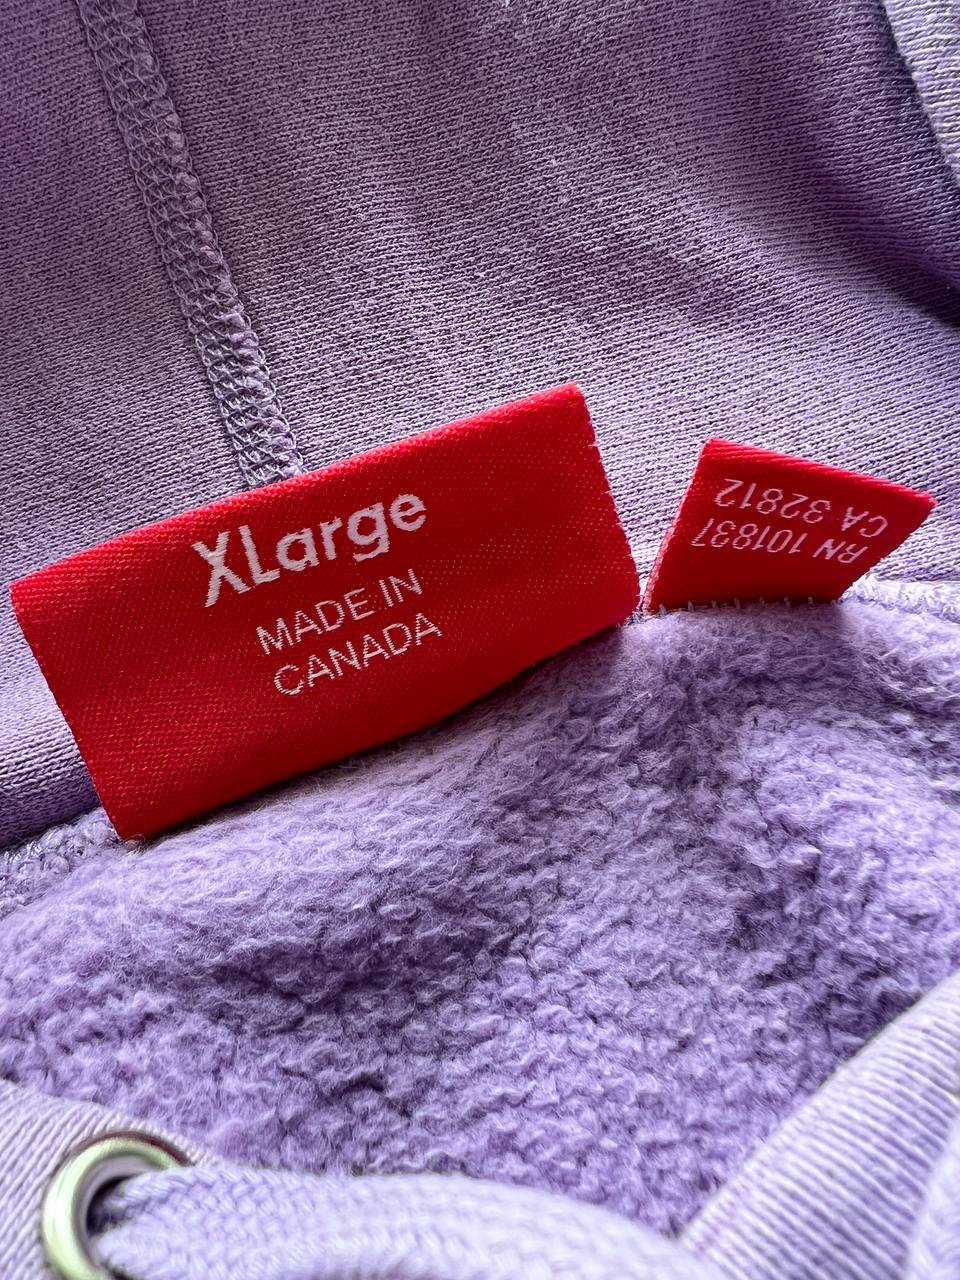 XLarge
MADE IN
CANADA
RN 101837
CA 32812